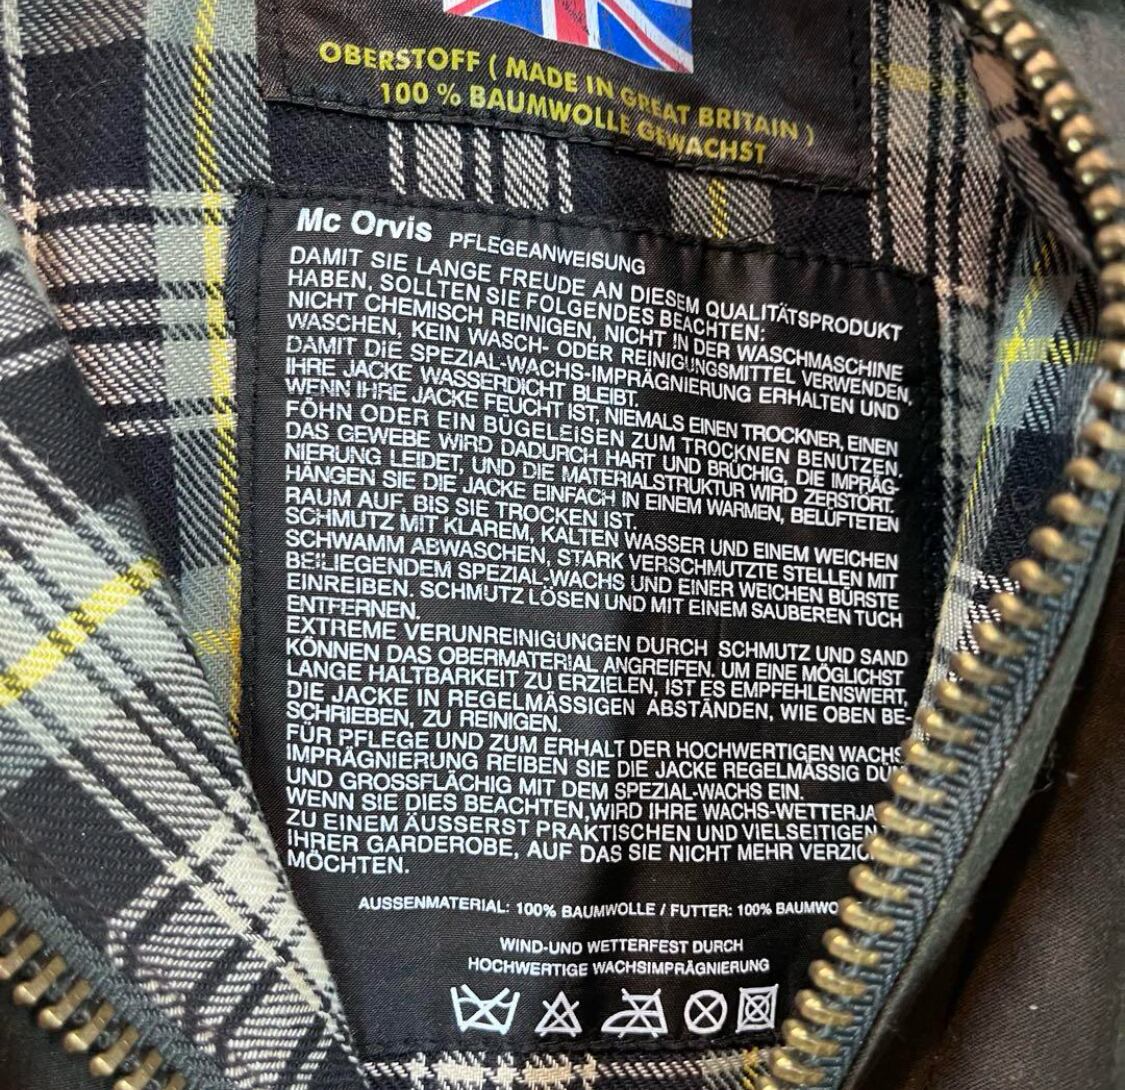 OBERSTOFF ( MADE IN GREAT BRITAIN )
100 % BAUMWOLLE GEWACHST
Mc Orvis PFLEGEANWEISUNG
DAMIT SIE LANGE FREUDE AN DIESEM QUALITÄTSPRODUKT
HABEN, SOLLTEN SIE FOLGENDES BEACHTEN:
NICHT CHEMISCH REINIGEN, NICHT IN DER WASCHMASCHINE
WASCHEN, KEIN WASCH- ODER REINIGUNGSMITTEL VERWENDEN,
DAMIT DIE SPEZIAL-WACHS-IMPRÄGNIERUNG ERHALTEN UND
IHRE JACKE WASSERDICHT BLEIBT.
WENN IHRE JACKE FEUCHT IST, NIEMALS EINEN TROCKNER, EINEN
FÖHN ODER EIN BÜGELEISEN ZUM TROCKNEN BENUTZEN.
DAS GEWEBE WIRD DADURCH HART UND BRÜCHIG, DIE IMPRÄG-
NIERUNG LEIDET, UND DIE MATERIALSTRUKTUR WIRD ZERSTÖRT.
HÄNGEN SIE DIE JACKE EINFACH IN EINEM WARMEN, BELÜFTETEN
RAUM AUF, BIS SIE TROCKEN IST.
SCHMUTZ MIT KLAREM, KALTEN WASSER UND EINEM WEICHEN
SCHWAMM ABWASCHEN, STARK VERSCHMUTZTE STELLEN MIT
BEILIEGENDEM SPEZIAL-WACHS UND EINER WEICHEN BÜRSTE
EINREIBEN. SCHMUTZ LÖSEN UND MIT EINEM SAUBEREN TUCH
ENTFERNEN.
EXTREME VERUNREINIGUNGEN DURCH SCHMUTZ UND SAND
KÖNNEN DAS OBERMATERIAL ANGREIFEN. UM EINE MÖGLICHST
LANGE HALTBARKEIT ZU ERZIELEN, IST ES EMPFEHLENSWERT,
DIE JACKE IN REGELMÄSSIGEN ABSTÄNDEN, WIE OBEN BE-
SCHRIEBEN, ZU REINIGEN.
FÜR PFLEGE UND ZUM ERHALT DER HOCHWERTIGEN WACHS
IMPRÄGNIERUNG REIBEN SIE DIE JACKE REGELMÄSSIG
UND GROSSFLÄCHIG MIT DEM SPEZIAL-WACHS EIN.
WENN SIE DIES BEACHTEN,WIRD IHRE WACHS-WETTERJA
ZU EINEM ÄUSSERST PRAKTISCHEN UND VIELSEITIGEN
IHRER GARDEROBE, AUF DAS SIE NICHT MEHR VERZIC
MÖCHTEN.
AUSSENMATERIAL: 100% BAUMWOLLE / FUTTER: 100% BAUMWO
WIND-UND WETTERFEST DURCH
HOCHWERTIGE WACHSIMPRÄGNIERUNG